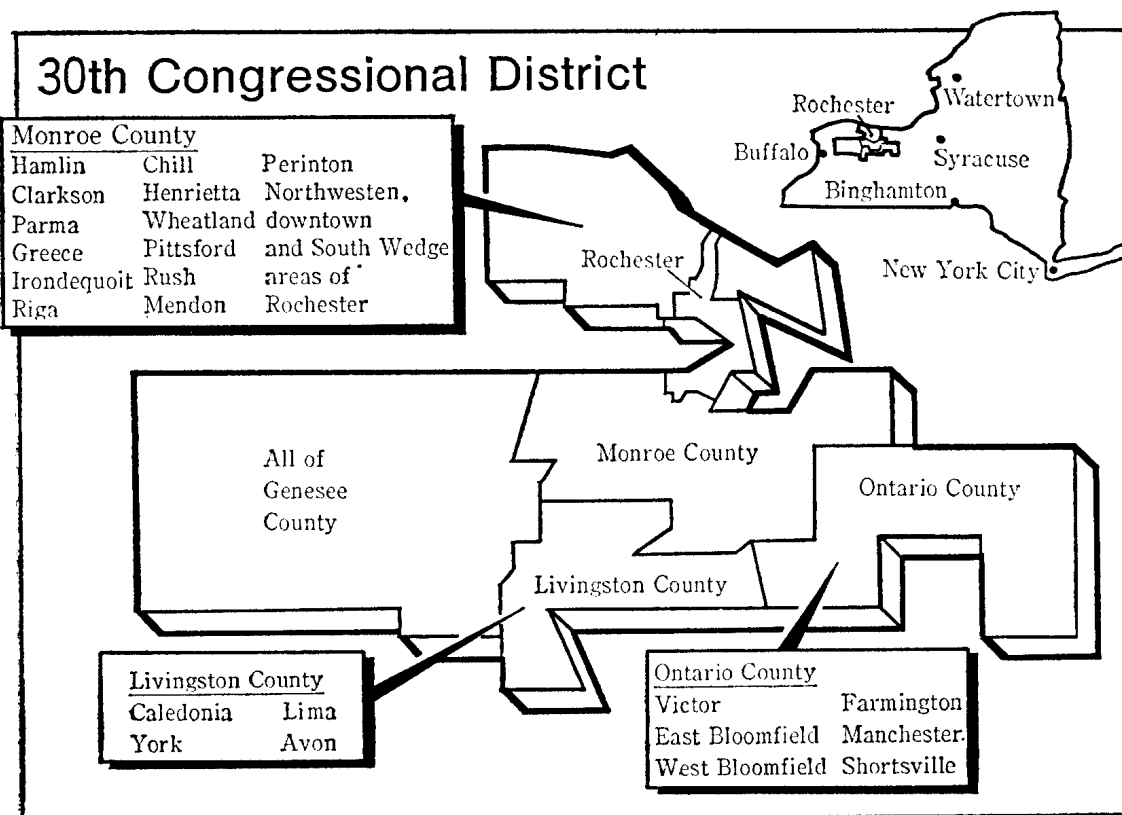 30th Congressional District
Monroe County
Hamlin Chill Perinton
Clarkson Henrietta Northwesten,
Parma Wheatland downtown
Greece Pittsford and South Wedge
Irondequoit Rush areas of
Riga Mendon Rochester
Rochester
Watertown
Buffalo
Syracuse
Binghamton
New York City
Rochester
All of
Genesee
County
Monroe County
Ontario County
Livingston County
Livingston County
Caledonia Lima
York Avon
Ontario County
Victor Farmington
East Bloomfield Manchester.
West Bloomfield Shortsville